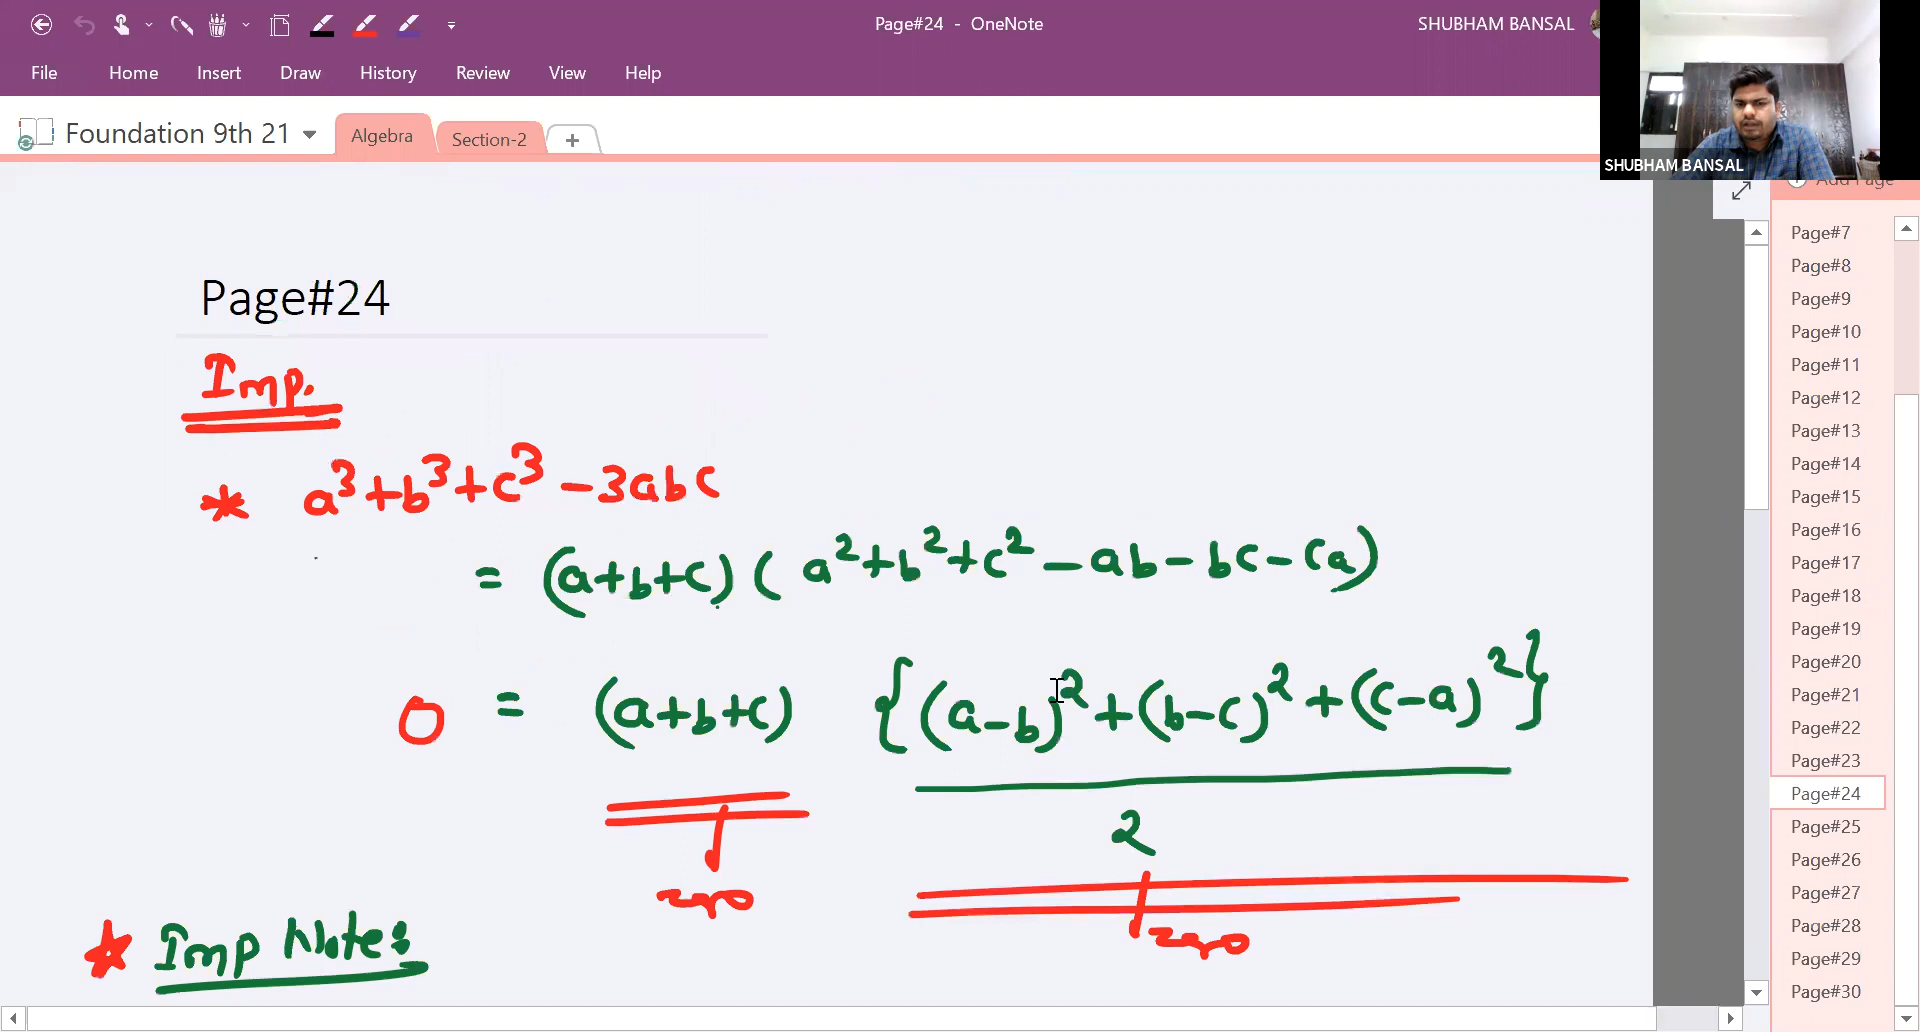 Page#24 - OneNote
SHUBHAM BANSAL
File Home Insert Draw History Review View Help
SHUBHAM BANSAL
Foundation 9th 21
Algebra
Section-2
+
Add Page
Page#7
Page#8
Page#9
Page#10
Page#11
Page#12
Page#13
Page#14
Page#15
Page#16
Page#17
Page#18
Page#19
Page#20
Page#21
Page#22
Page#23
Page#24
Page#25
Page#26
Page#27
Page#28
Page#29
Page#30
Page#24
Imp.
* a³+b³+c³-3abc
= (a+b+c) (a²+b²+c²-ab-bc-ca)
0 = (a+b+c) {(a-b)²+(b-c)²+(c-a)²}
2
zero
zero
Imp Note: